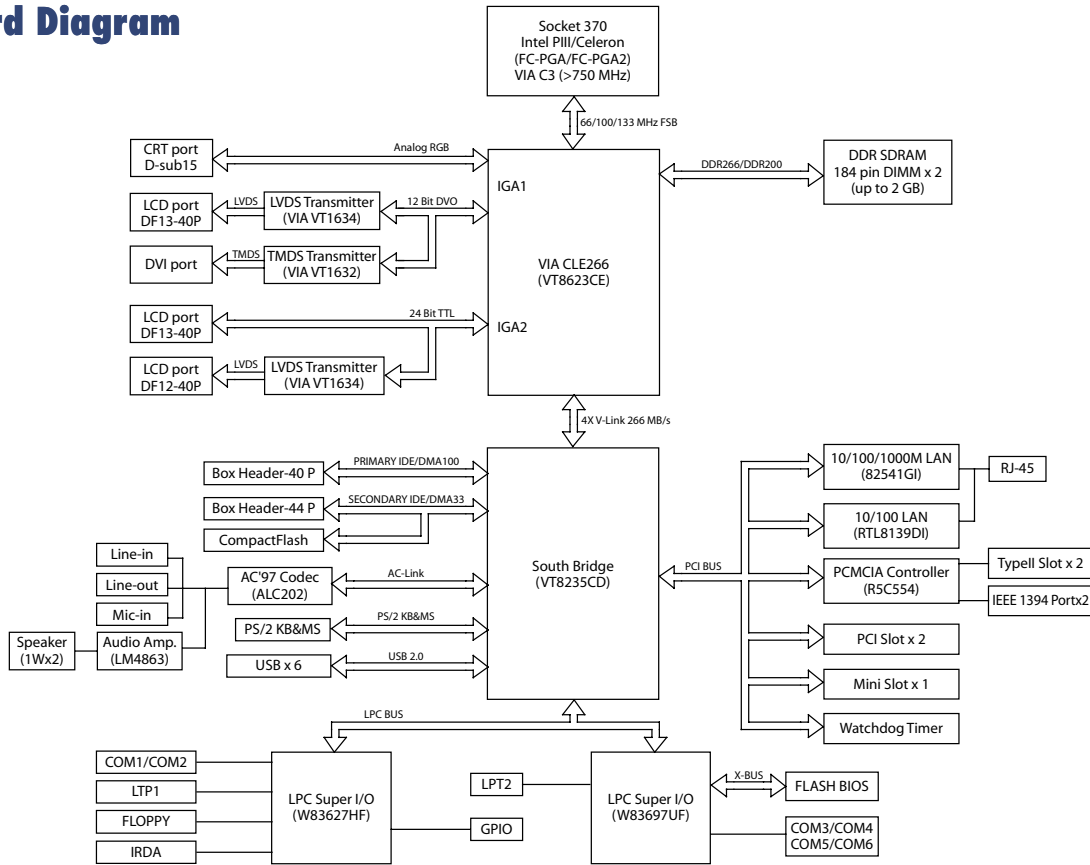 rd Diagram
Socket 370
Intel PIII/Celeron
(FC-PGA/FC-PGA2)
VIA C3 (>750 MHz)
66/100/133 MHz FSB
CRT port
D-sub15
Analog RGB
IGA1
DDR266/DDR200
DDR SDRAM
184 pin DIMM x 2
(up to 2 GB)
LCD port
DF13-40P
LVDS
LVDS Transmitter
(VIA VT1634)
12 Bit DVO
DVI port
TMDS
TMDS Transmitter
(VIA VT1632)
VIA CLE266
(VT8623CE)
LCD port
DF13-40P
24 Bit TTL
IGA2
LCD port
DF12-40P
LVDS
LVDS Transmitter
(VIA VT1634)
4X V-Link 266 MB/s
Box Header-40 P
PRIMARY IDE/DMA100
Box Header-44 P
SECONDARY IDE/DMA33
CompactFlash
Line-in
Line-out
Mic-in
AC'97 Codec
(ALC202)
AC-Link
Speaker
(1Wx2)
Audio Amp.
(LM4863)
PS/2 KB&MS
PS/2 KB&MS
USB x 6
USB 2.0
South Bridge
(VT8235CD)
PCI BUS
10/100/1000M LAN
(82541GI)
RJ-45
10/100 LAN
(RTL8139DI)
PCMCIA Controller
(R5C554)
TypeII Slot x 2
IEEE 1394 Portx2
PCI Slot x 2
Mini Slot x 1
Watchdog Timer
LPC BUS
COM1/COM2
LTP1
FLOPPY
IRDA
LPC Super I/O
(W83627HF)
GPIO
LPT2
LPC Super I/O
(W83697UF)
X-BUS
FLASH BIOS
COM3/COM4
COM5/COM6